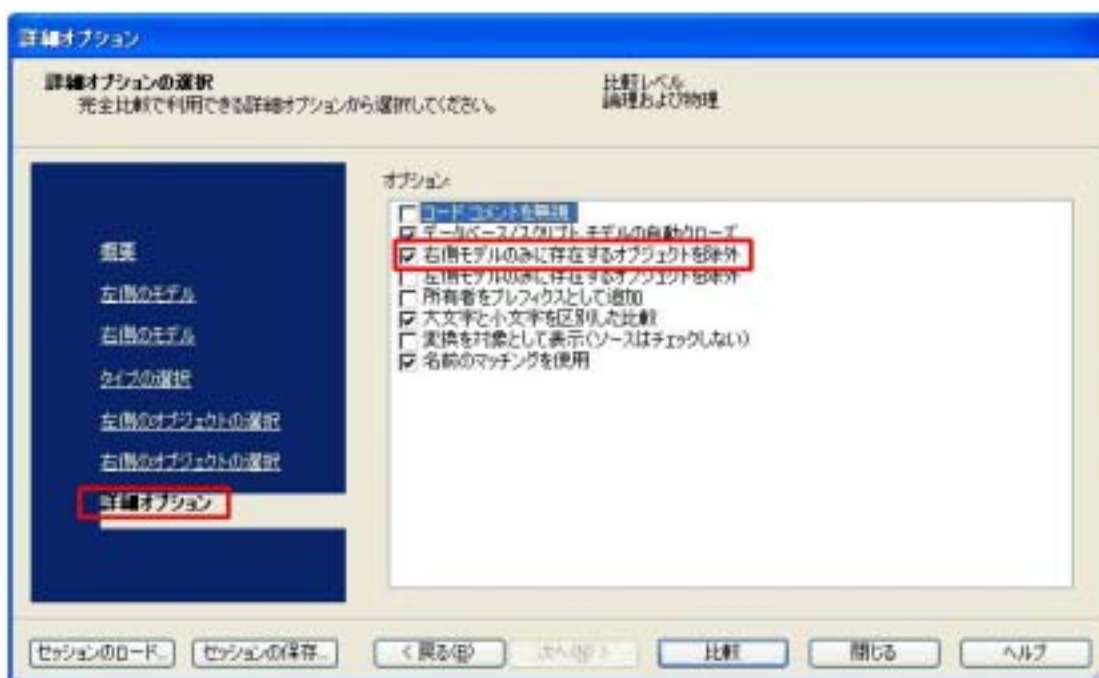 詳細オプション
詳細オプションの選択
完全比較で利用できる詳細オプションから選択してください。
比較レベル
論理および物理
概要
左側のモデル
右側のモデル
タイプの選択
左側のオブジェクトの選択
右側のオブジェクトの選択
詳細オプション
オプション:
コード コメントを無視
データベース/スクリプト モデルの自動クローズ
右側モデルのみに存在するオブジェクトを除外
左側モデルのみに存在するオブジェクトを除外
所有者をプレフィクスとして追加
大文字と小文字を区別した比較
変換を対象として表示(ソースはチェックしない)
名前のマッチングを使用
セッションのロード... セッションの保存... < 戻る(B) 次へ(N) > 比較 閉じる ヘルプ